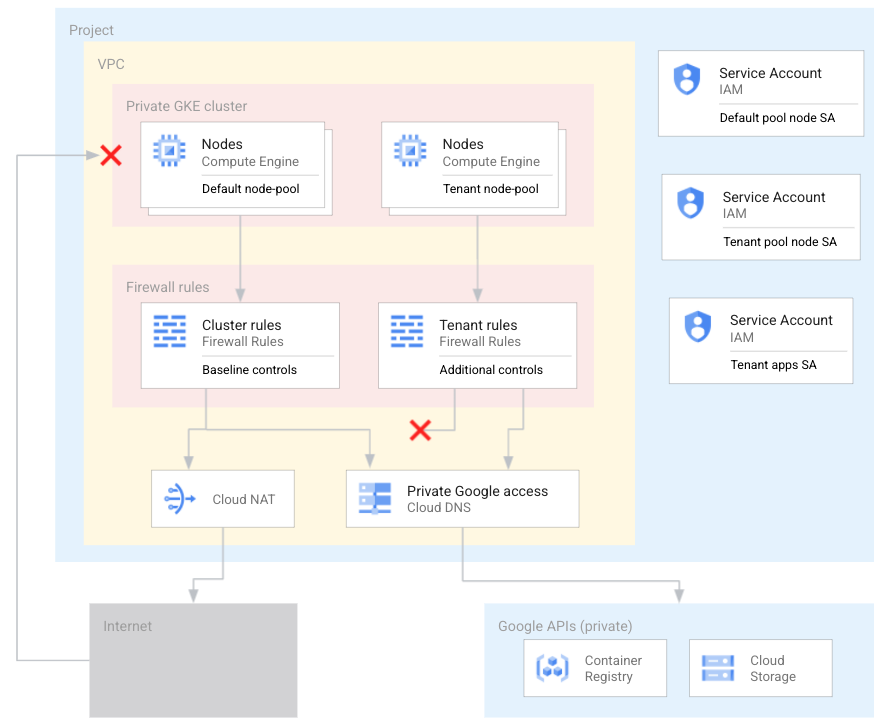 Project
VPC
Private GKE cluster
Nodes
Compute Engine
Default node-pool
Nodes
Compute Engine
Tenant node-pool
Service Account
IAM
Default pool node SA
Service Account
IAM
Tenant pool node SA
Service Account
IAM
Tenant apps SA
Firewall rules
Cluster rules
Firewall Rules
Baseline controls
Tenant rules
Firewall Rules
Additional controls
Cloud NAT
Private Google access
Cloud DNS
Internet
Google APIs (private)
Container
Registry
Cloud
Storage